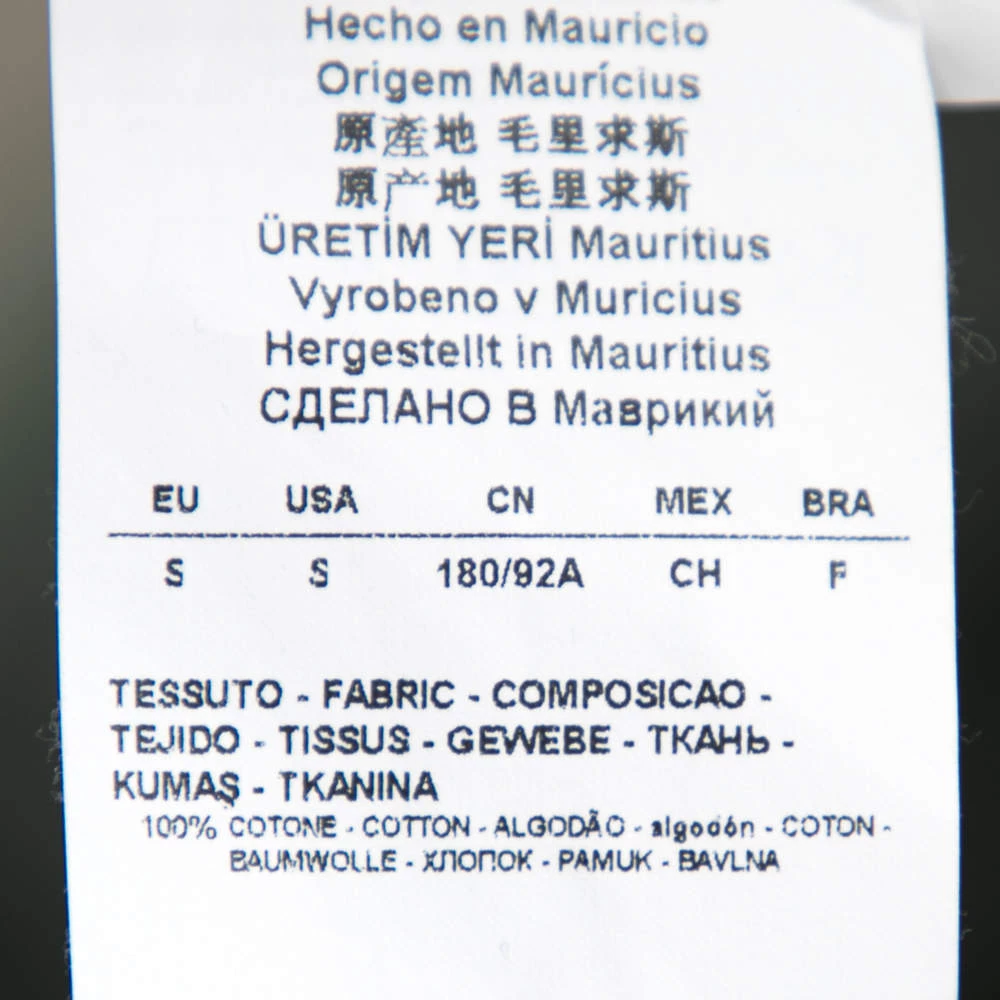 Hecho en Mauricio
Origem Maurícius
原產地 毛里求斯
原产地 毛里求斯
ÜRETİM YERİ Mauritius
Vyrobeno v Muricius
Hergestellt in Mauritius
СДЕЛАНО В Маврикий
EU USA CN MEX BRA
S S 180/92A CH P
TESSUTO - FABRIC - COMPOSICAO -
TEJIDO - TISSUS - GEWEBE - ТКАНЬ -
KUMAŞ - TKANINA
100% COTONE - COTTON - ALGODÃO - algodón - COTON -
BAUMWOLLE - ХЛОПОК - PAMUK - BAVLNA